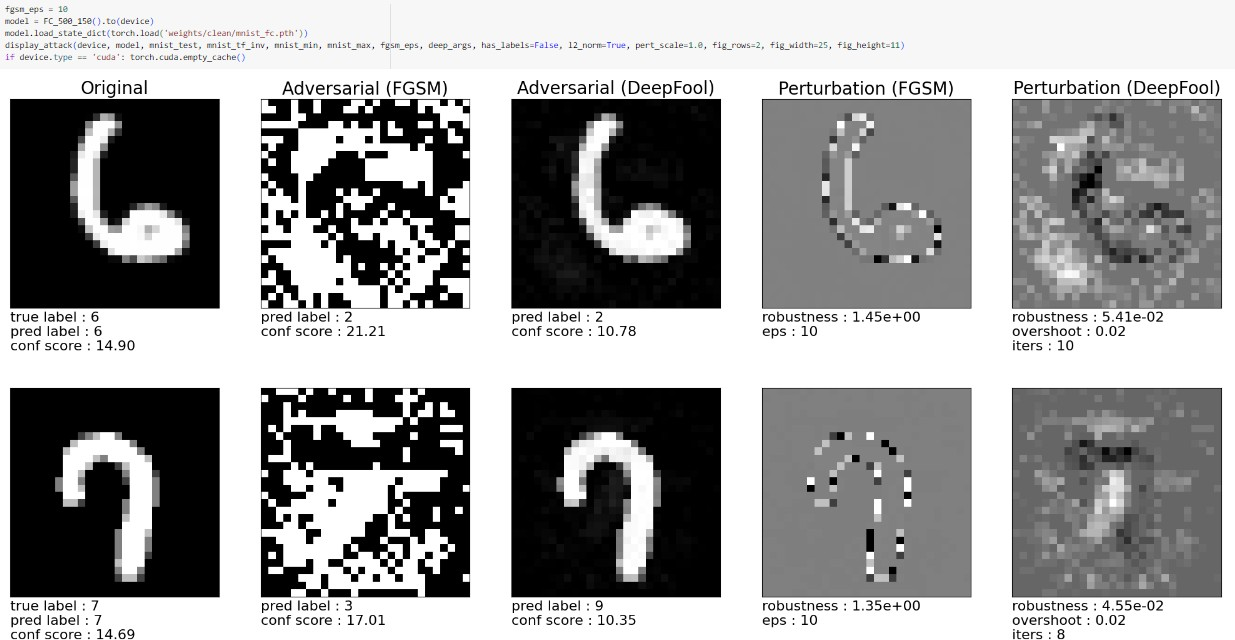 fgsm_eps = 10
model = FC_500_150().to(device)
model.load_state_dict(torch.load('weights/clean/mnist_fc.pth'))
display_attack(device, model, mnist_test, mnist_tf_inv, mnist_min, mnist_max, fgsm_eps, deep_args, has_labels=False, l2_norm=True, pert_scale=1.0, fig_rows=2, fig_width=25, fig_height=11)
if device.type == 'cuda': torch.cuda.empty_cache()
Original Adversarial (FGSM) Adversarial (DeepFool) Perturbation (FGSM) Perturbation (DeepFool)
true label : 6
pred label : 6
conf score : 14.90
pred label : 2
conf score : 21.21
pred label : 2
conf score : 10.78
robustness : 1.45e+00
eps : 10
robustness : 5.41e-02
overshoot : 0.02
iters : 10
true label : 7
pred label : 7
conf score : 14.69
pred label : 3
conf score : 17.01
pred label : 9
conf score : 10.35
robustness : 1.35e+00
eps : 10
robustness : 4.55e-02
overshoot : 0.02
iters : 8